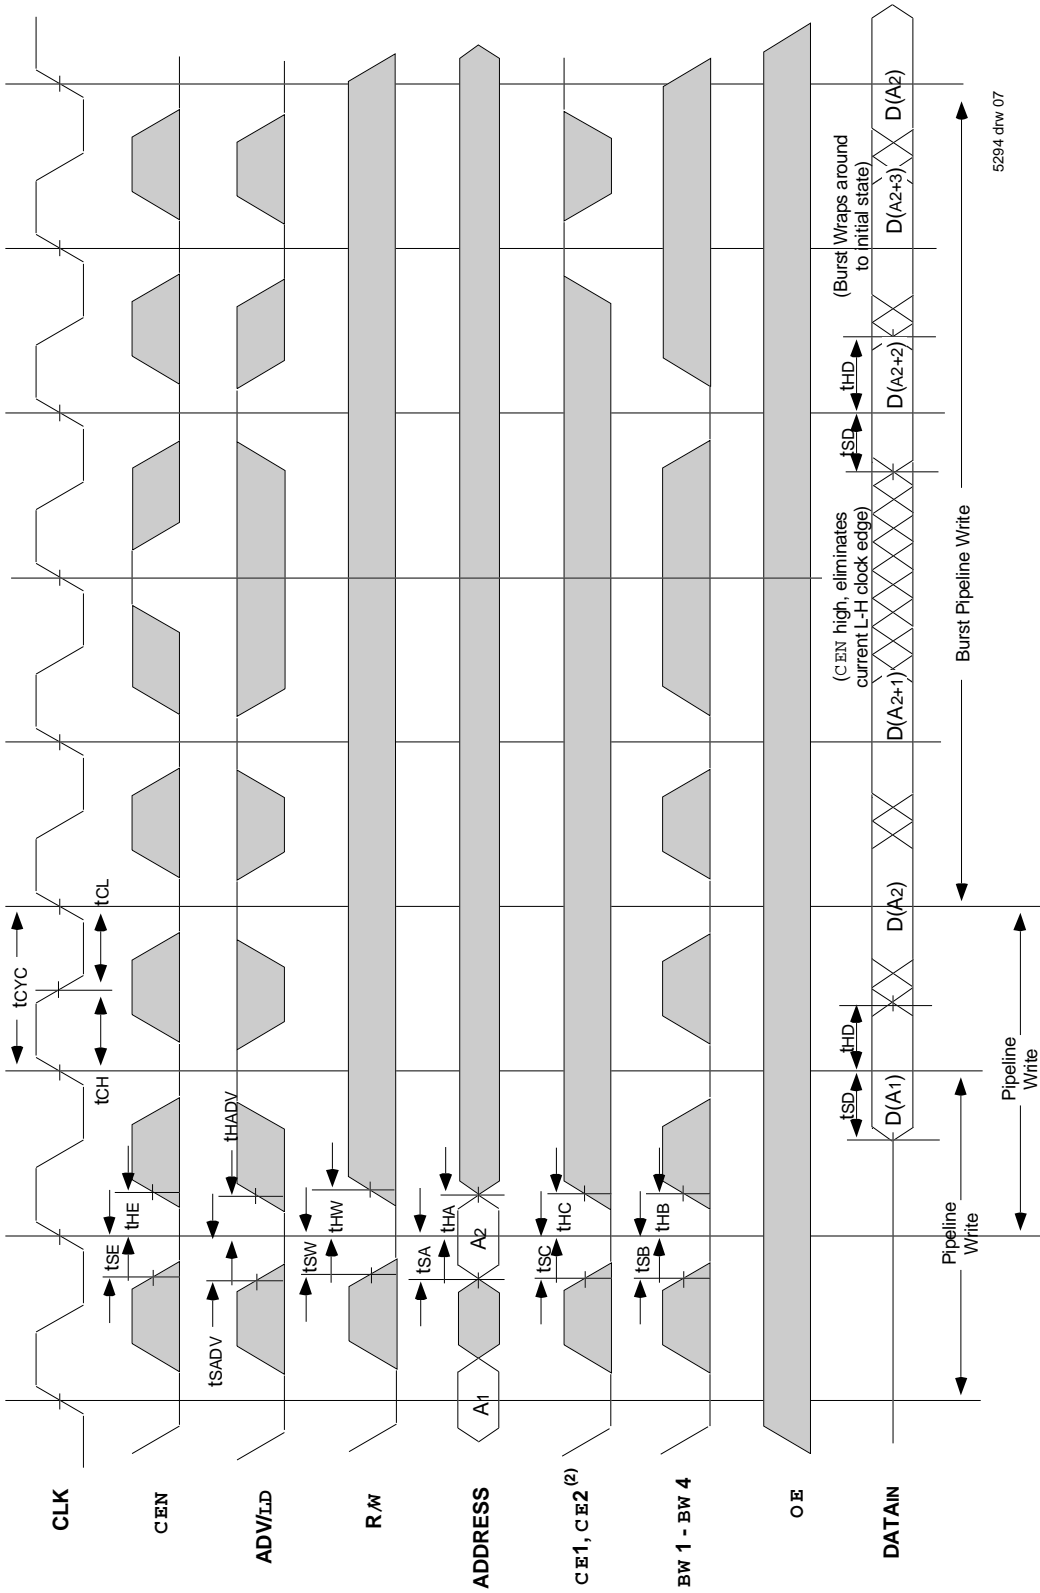 tCYC
tCH
tCL
CLK
tSE
tHE
CEN
tSADV
tHADV
ADV/LD
tSW
tHW
R/W
tSA
tHA
A1
A2
ADDRESS
tSC
tHC
CE1, CE2 (2)
tSB
tHB
BW1 - BW4
OE
tSD
tHD
(CEN high, eliminates
current L-H clock edge)
tSD
tHD
(Burst Wraps around
to initial state)
DATAIN
D(A1)
D(A2)
D(A2+1)
D(A2+2)
D(A2+3)
D(A2)
Pipeline
Write
Burst Pipeline Write
Pipeline
Write
5294 drw 07